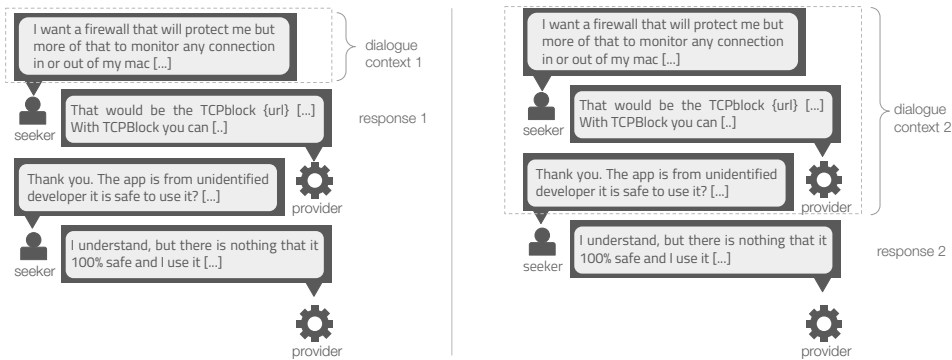 I want a firewall that will protect me but
more of that to monitor any connection
in or out of my mac [...]
dialogue
context 1
seeker
That would be the TCPblock {url} [...]
With TCPBlock you can [..]
response 1
provider
Thank you. The app is from unidentified
developer it is safe to use it? [...]
seeker
I understand, but there is nothing that it
100% safe and I use it [...]
provider
I want a firewall that will protect me but
more of that to monitor any connection
in or out of my mac [...]
seeker
That would be the TCPblock {url} [...]
With TCPBlock you can [..]
dialogue
context 2
provider
Thank you. The app is from unidentified
developer it is safe to use it? [...]
seeker
I understand, but there is nothing that it
100% safe and I use it [...]
response 2
provider